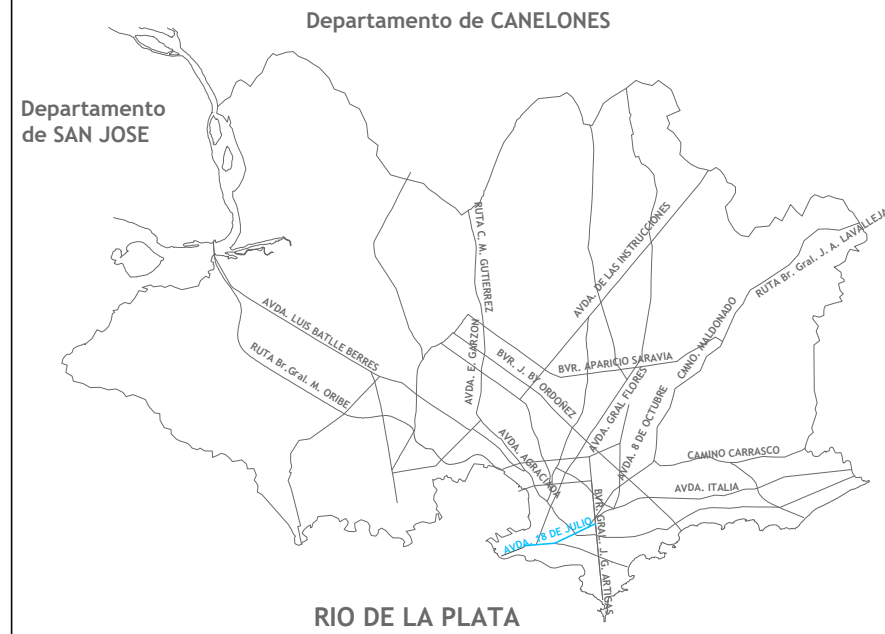 Departamento de CANELONES
Departamento
de SAN JOSE
RUTA C. M. GUTIERREZ
AVDA. DE LAS INSTRUCCIONES
RUTA Br. Gral. J. A. LAVALLEJA
AVDA. LUIS BATLLE BERRES
RUTA Br.Gral. M. ORIBE
AVDA. E. GARZON
BVR. J. BY ORDOÑEZ
BVR. APARICIO SARAVIA
CMNO. MALDONADO
AVDA. GRAL FLORES
AVDA. 8 DE OCTUBRE
AVDA. AGRACIADA
CAMINO CARRASCO
AVDA. ITALIA
BVR. GRAL. J. G. ARTIGAS
AVDA. 18 DE JULIO
RIO DE LA PLATA